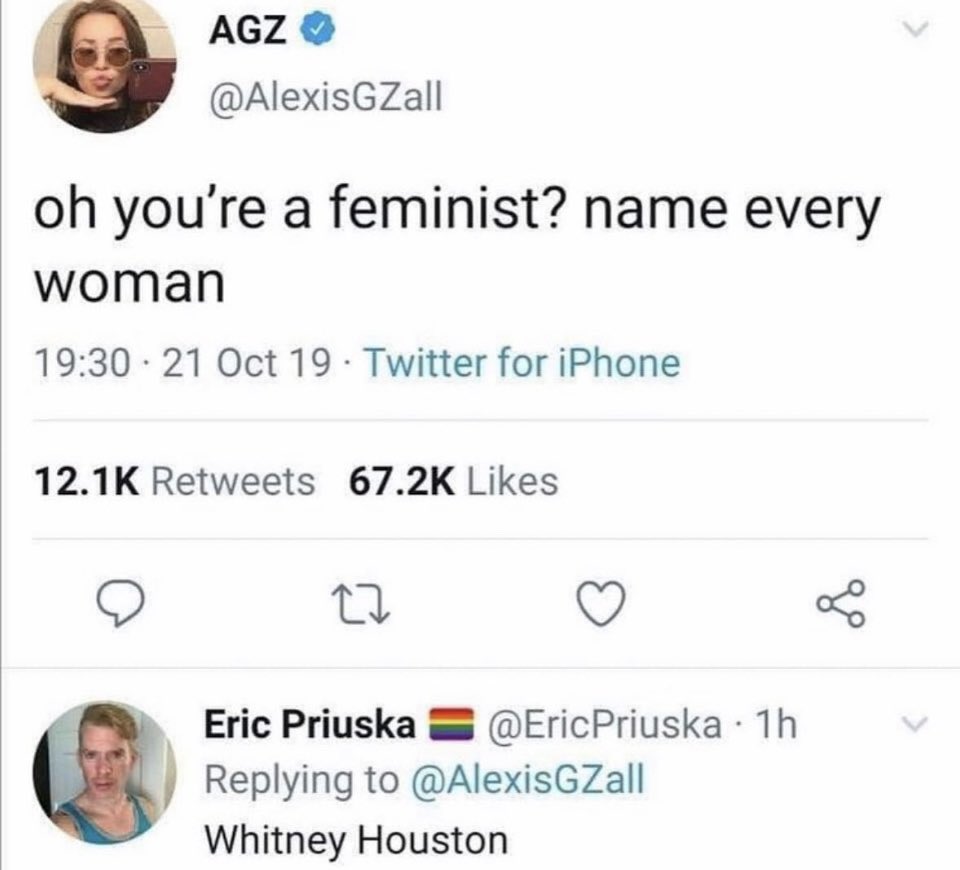 AGZ
@AlexisGZall
oh you're a feminist? name every
woman
19:30 · 21 Oct 19 · Twitter for iPhone
12.1K Retweets 67.2K Likes
Eric Priuska 🏳️‍🌈 @EricPriuska · 1h
Replying to @AlexisGZall
Whitney Houston